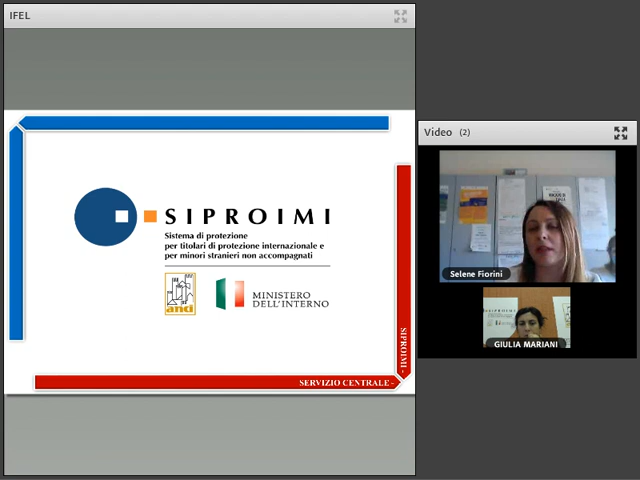 IFEL
SIPROIMI
Sistema di protezione
per titolari di protezione internazionale e
per minori stranieri non accompagnati
anci
MINISTERO
DELL'INTERNO
SIPROIMI -
SERVIZIO CENTRALE -
Video (2)
Selene Fiorini
GIULIA MARIANI